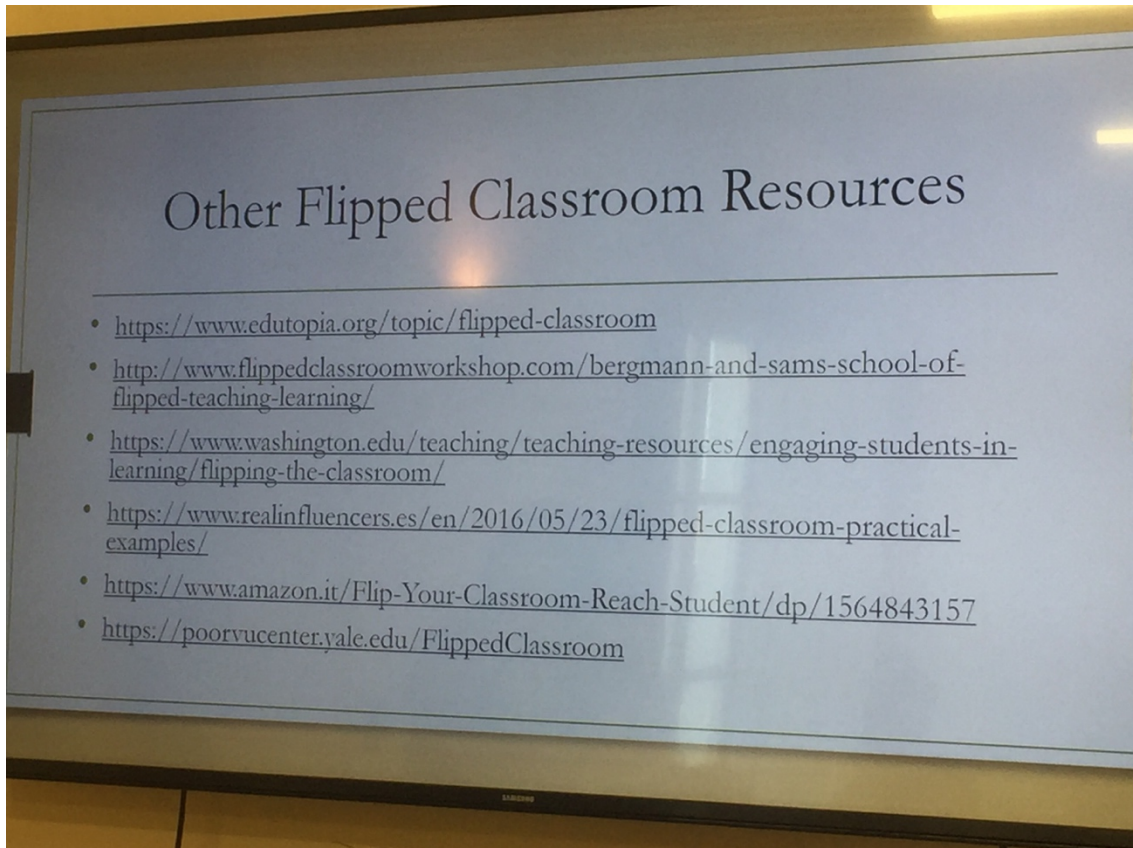 Other Flipped Classroom Resources
• https://www.edutopia.org/topic/flipped-classroom
• http://www.flippedclassroomworkshop.com/bergmann-and-sams-school-of-
flipped-teaching-learning/
• https://www.washington.edu/teaching/teaching-resources/engaging-students-in-
learning/flipping-the-classroom/
• https://www.realinfluencers.es/en/2016/05/23/flipped-classroom-practical-
examples/
• https://www.amazon.it/Flip-Your-Classroom-Reach-Student/dp/1564843157
• https://poorvucenter.yale.edu/FlippedClassroom
SAMSUNG